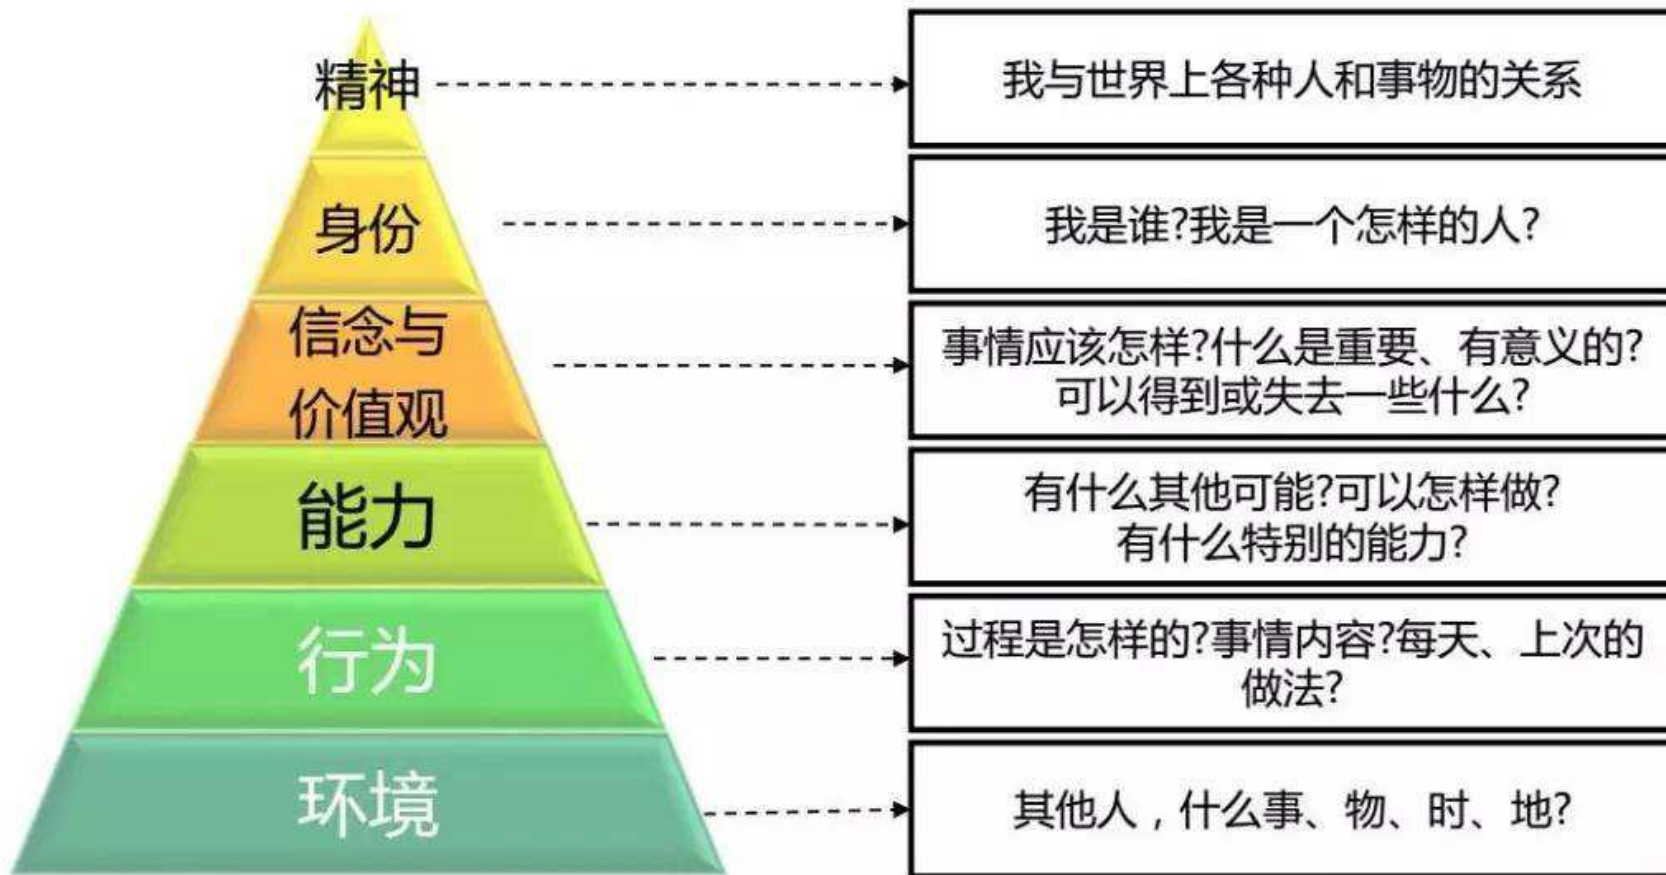 精神
我与世界上各种人和事物的关系
身份
我是谁?我是一个怎样的人?
信念与
价值观
事情应该怎样?什么是重要、有意义的?
可以得到或失去一些什么?
能力
有什么其他可能?可以怎样做?
有什么特别的能力?
行为
过程是怎样的?事情内容?每天、上次的
做法?
环境
其他人，什么事、物、时、地?